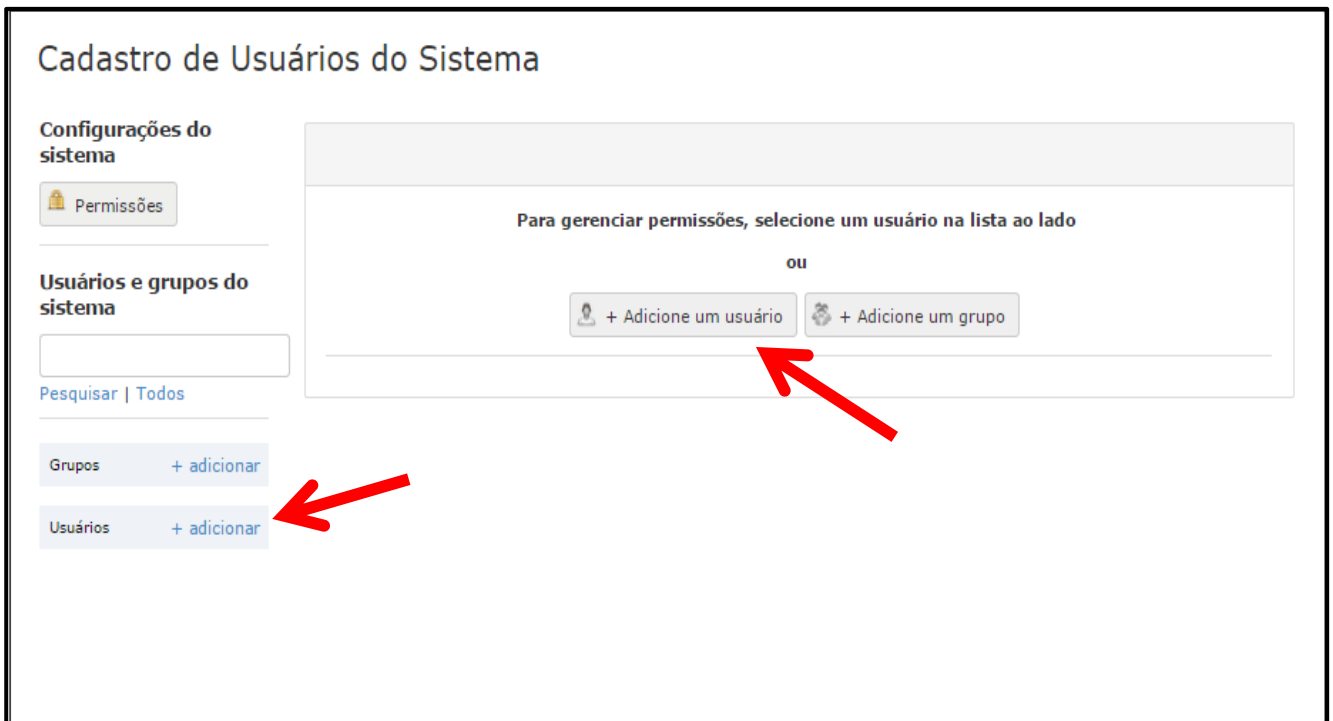 Cadastro de Usuários do Sistema
Configurações do
sistema
Permissões
Usuários e grupos do
sistema
Pesquisar | Todos
Grupos + adicionar
Usuários + adicionar
Para gerenciar permissões, selecione um usuário na lista ao lado
ou
+ Adicione um usuário + Adicione um grupo